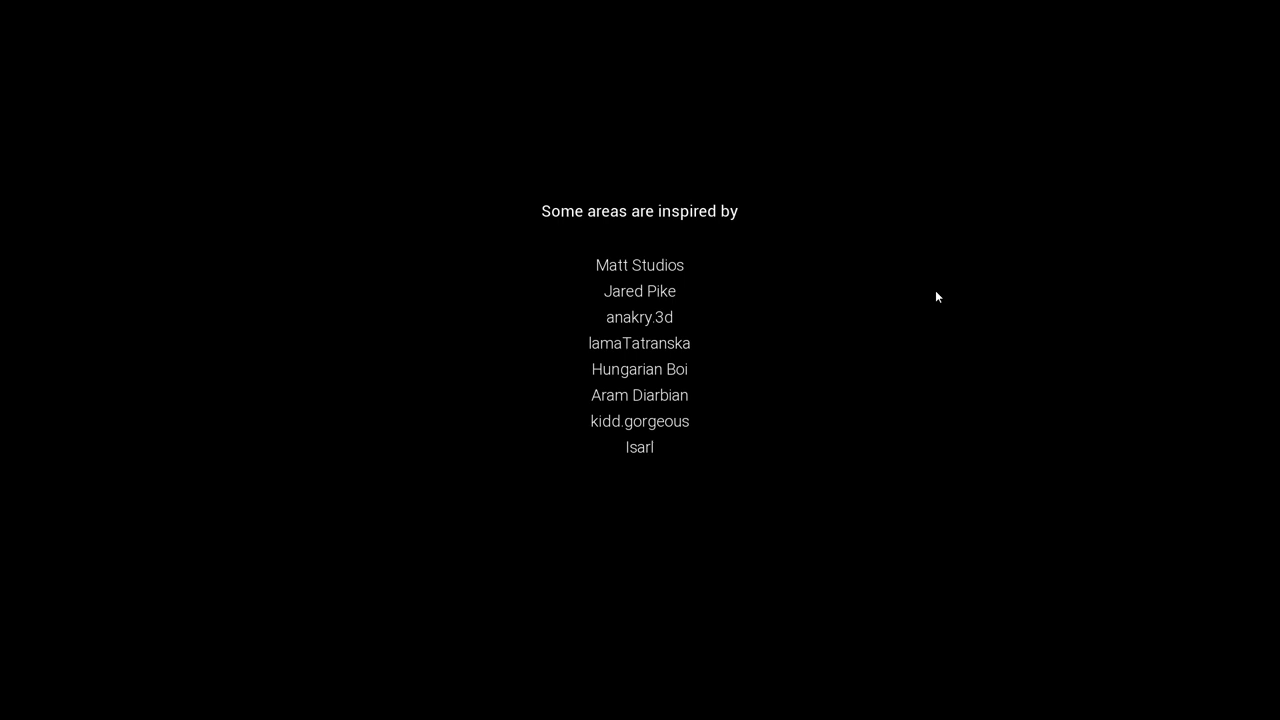 Some areas are inspired by
Matt Studios
Jared Pike
anakry.3d
lamaTatranska
Hungarian Boi
Aram Diarbian
kidd.gorgeous
Isarl